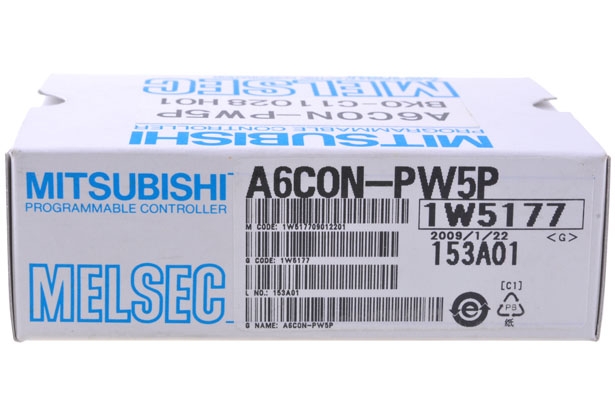 MITSUBISHI
PROGRAMMABLE CONTROLLER
A6CON-PW5P
BKO-C11028H01
MELSEC
MITSUBISHI
PROGRAMMABLE CONTROLLER
MELSEC
A6CON-PW5P
1W5177
M CODE: 1W517709012201
2009/1/22
<G>
153A01
G CODE: 1W5177
L NO.: 153A01
G NAME: A6CON-PW5P
[C1]
PB
紙
e